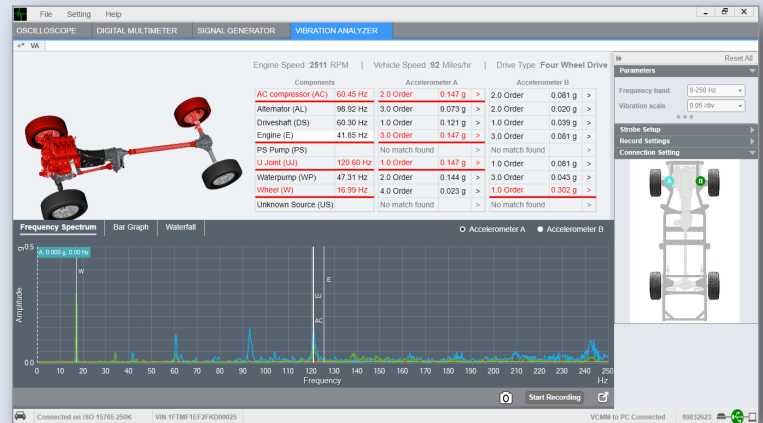 File Setting Help
OSCILLOSCOPE DIGITAL MULTIMETER SIGNAL GENERATOR VIBRATION ANALYZER
VA
Engine Speed :2511 RPM | Vehicle Speed :92 Miles/hr | Drive Type :Four Wheel Drive
Components Accelerometer A Accelerometer B
AC compressor (AC) 60.45 Hz 2.0 Order 0.147 g > 2.0 Order 0.081 g >
Alternator (AL) 98.92 Hz 3.0 Order 0.073 g > 2.0 Order 0.020 g >
Driveshaft (DS) 60.30 Hz 1.0 Order 0.121 g > 1.0 Order 0.039 g >
Engine (E) 41.85 Hz 3.0 Order 0.147 g > 3.0 Order 0.081 g >
PS Pump (PS) No match found > No match found >
U Joint (UJ) 120.60 Hz 1.0 Order 0.147 g > 1.0 Order 0.081 g >
Waterpump (WP) 47.31 Hz 2.0 Order 0.144 g > 3.0 Order 0.043 g >
Wheel (W) 16.99 Hz 4.0 Order 0.023 g > 1.0 Order 0.302 g >
Unknown Source (US) No match found > No match found >
Reset All
Parameters
Frequency band 0-250 Hz
Vibration scale 0.05 /div
Strobe Setup
Record Settings
Connection Setting
A B
Frequency Spectrum Bar Graph Waterfall Accelerometer A Accelerometer B
g 0.5
A: 0.000 g, 0.00 Hz
W
E
UJ
AC
Amplitude
0.0
0 10 20 30 40 50 60 70 80 90 100 110 120 130 140 150 160 170 180 190 200 210 220 230 240 250
Frequency Hz
Start Recording
Connected on ISO 15765 250K VIN 1FTMF1EF2FKD00025 VCMM to PC Connected 99832623